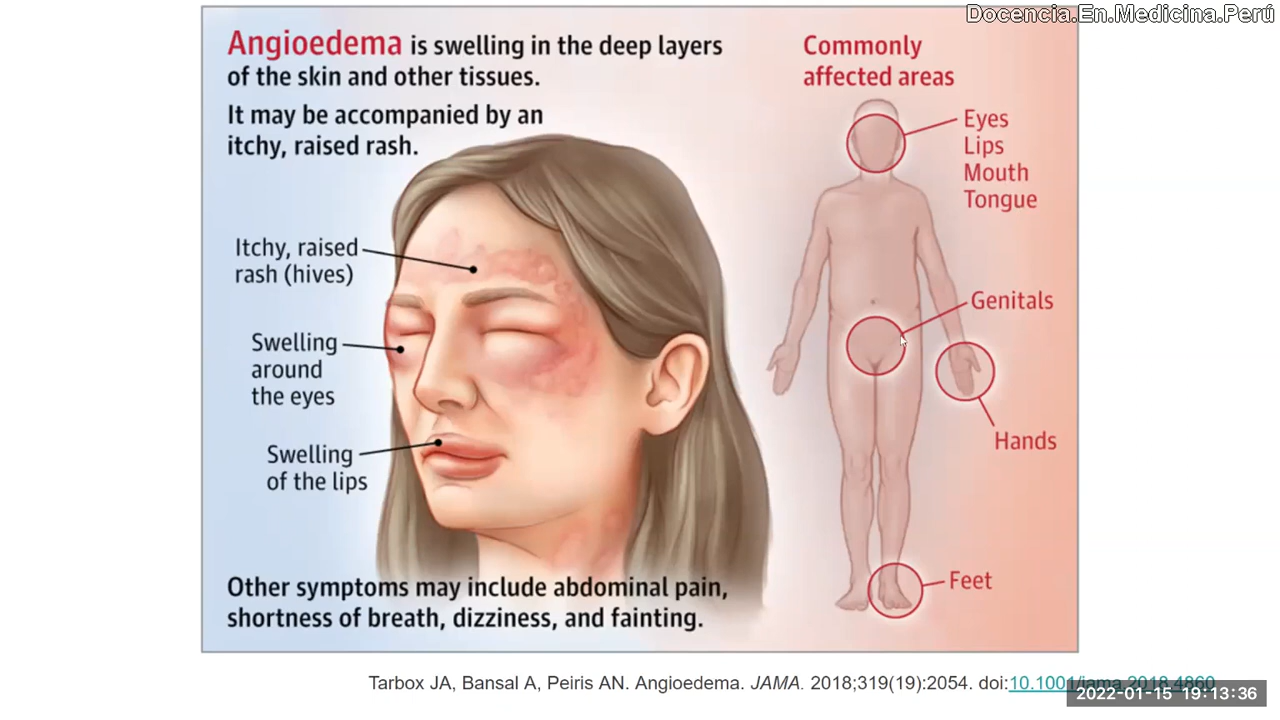 Docencia.En.Medicina.Perú
Angioedema is swelling in the deep layers
of the skin and other tissues.
It may be accompanied by an
itchy, raised rash.
Itchy, raised
rash (hives)
Swelling
around
the eyes
Swelling
of the lips
Other symptoms may include abdominal pain,
shortness of breath, dizziness, and fainting.
Commonly
affected areas
Eyes
Lips
Mouth
Tongue
Genitals
Hands
Feet
Tarbox JA, Bansal A, Peiris AN. Angioedema. JAMA. 2018;319(19):2054. doi:10.1001/jama.2018.4860
2022-01-15 19:13:36